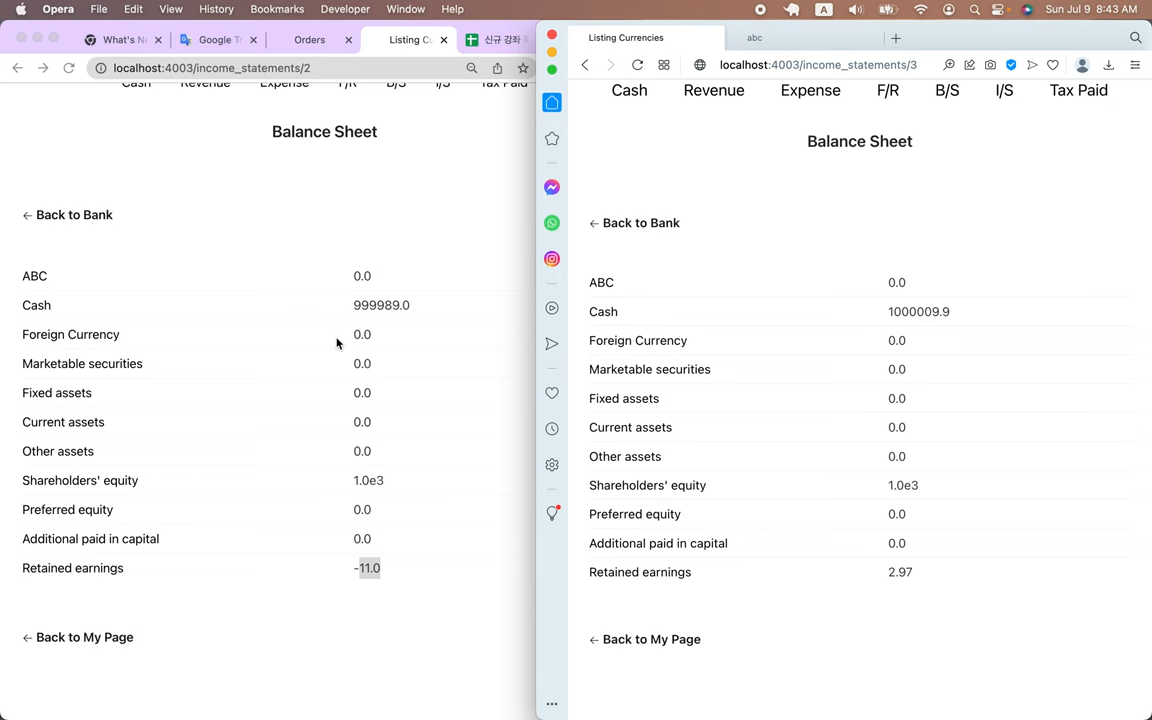 Opera File Edit View History Bookmarks Developer Window Help
A
Sun Jul 9 8:43 AM
What's N
Google Tr
Orders
Listing Cu
신규 강좌
localhost:4003/income_statements/2
Cash Revenue Expense F/R B/S I/S Tax Paid
Balance Sheet
← Back to Bank
ABC 0.0
Cash 999989.0
Foreign Currency 0.0
Marketable securities 0.0
Fixed assets 0.0
Current assets 0.0
Other assets 0.0
Shareholders' equity 1.0e3
Preferred equity 0.0
Additional paid in capital 0.0
Retained earnings -11.0
← Back to My Page
Listing Currencies
abc
localhost:4003/income_statements/3
Cash Revenue Expense F/R B/S I/S Tax Paid
Balance Sheet
← Back to Bank
ABC 0.0
Cash 1000009.9
Foreign Currency 0.0
Marketable securities 0.0
Fixed assets 0.0
Current assets 0.0
Other assets 0.0
Shareholders' equity 1.0e3
Preferred equity 0.0
Additional paid in capital 0.0
Retained earnings 2.97
← Back to My Page